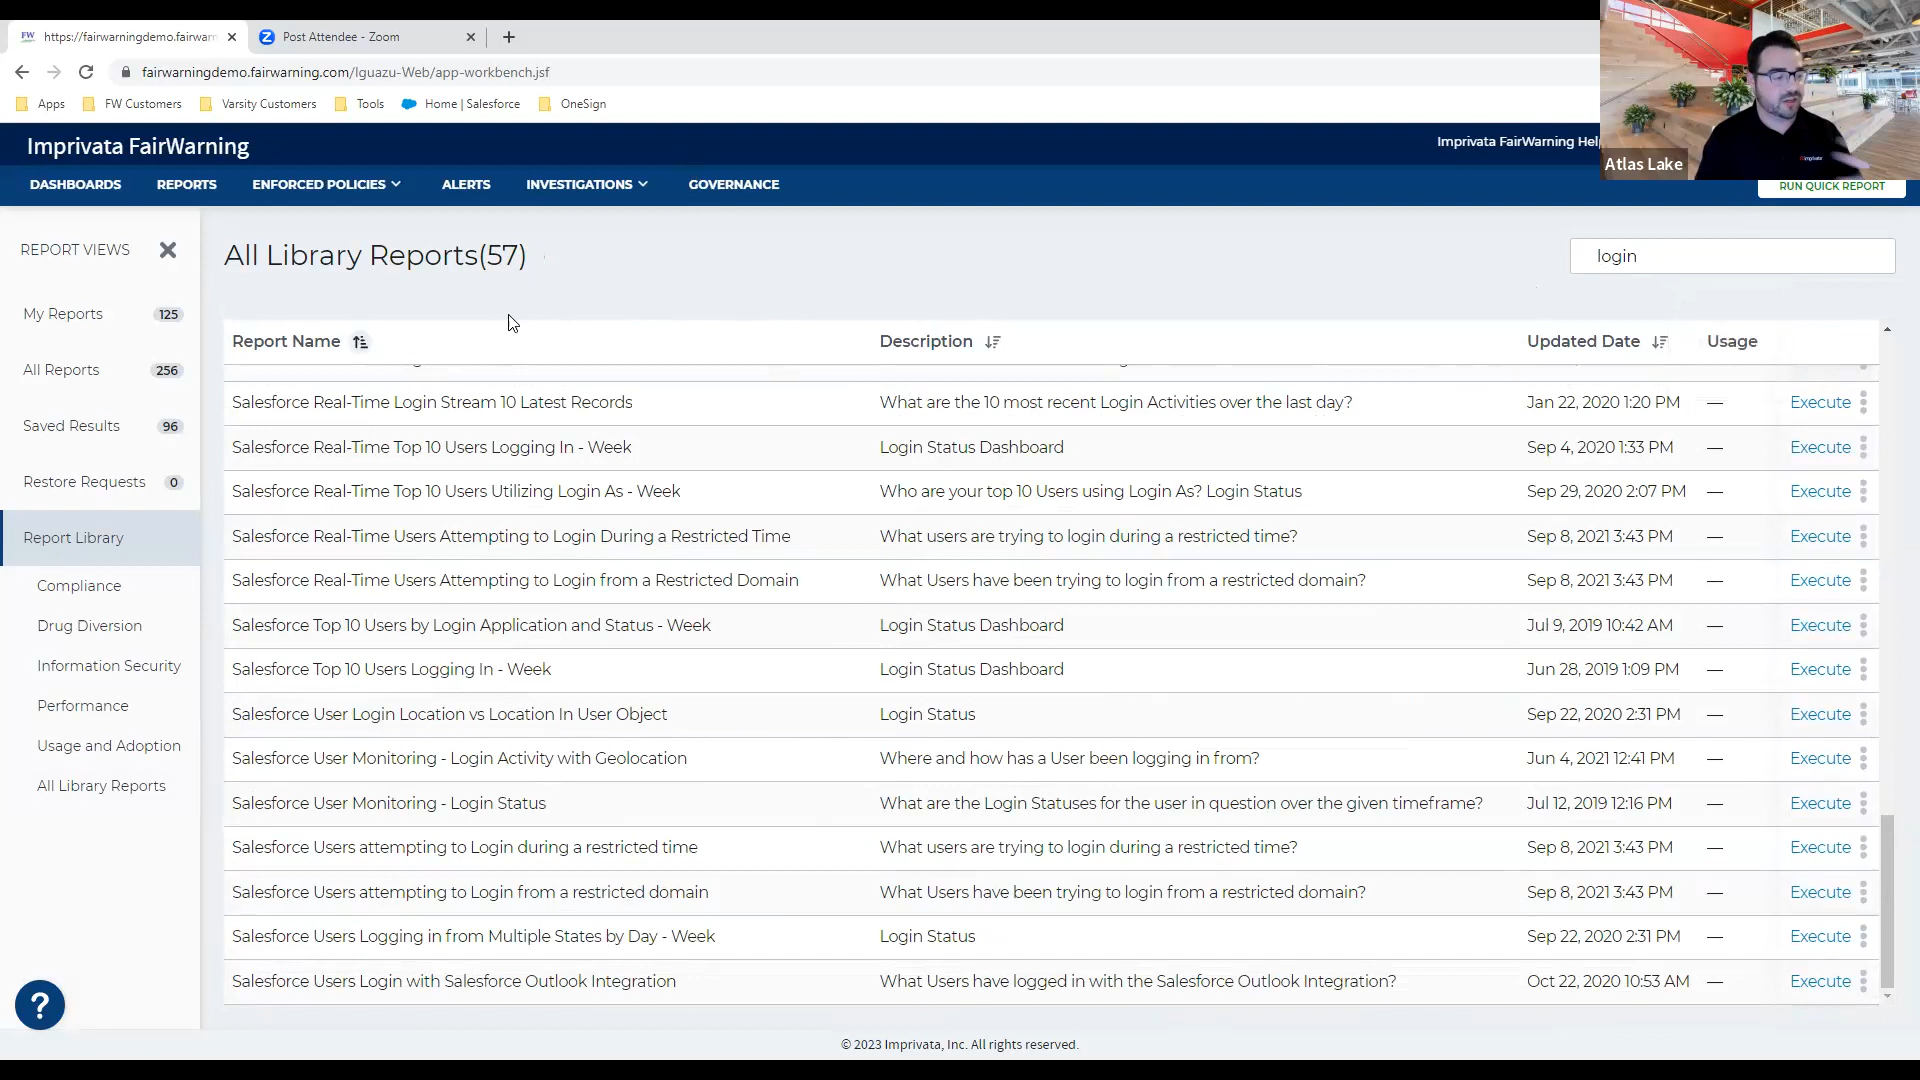 FW https://fairwarningdemo.fairwarn
Post Attendee - Zoom
fairwarningdemo.fairwarning.com/Iguazu-Web/app-workbench.jsf
Apps FW Customers Varsity Customers Tools Home | Salesforce OneSign
Imprivata FairWarning
Imprivata FairWarning Hel
Atlas Lake
imprivata
DASHBOARDS REPORTS ENFORCED POLICIES ALERTS INVESTIGATIONS GOVERNANCE
RUN QUICK REPORT
REPORT VIEWS
My Reports 125
All Reports 256
Saved Results 96
Restore Requests 0
Report Library
Compliance
Drug Diversion
Information Security
Performance
Usage and Adoption
All Library Reports
?
All Library Reports(57)
login
Report Name Description Updated Date Usage
Salesforce Real-Time Login Stream 10 Latest Records What are the 10 most recent Login Activities over the last day? Jan 22, 2020 1:20 PM — Execute
Salesforce Real-Time Top 10 Users Logging In - Week Login Status Dashboard Sep 4, 2020 1:33 PM — Execute
Salesforce Real-Time Top 10 Users Utilizing Login As - Week Who are your top 10 Users using Login As? Login Status Sep 29, 2020 2:07 PM — Execute
Salesforce Real-Time Users Attempting to Login During a Restricted Time What users are trying to login during a restricted time? Sep 8, 2021 3:43 PM — Execute
Salesforce Real-Time Users Attempting to Login from a Restricted Domain What Users have been trying to login from a restricted domain? Sep 8, 2021 3:43 PM — Execute
Salesforce Top 10 Users by Login Application and Status - Week Login Status Dashboard Jul 9, 2019 10:42 AM — Execute
Salesforce Top 10 Users Logging In - Week Login Status Dashboard Jun 28, 2019 1:09 PM — Execute
Salesforce User Login Location vs Location In User Object Login Status Sep 22, 2020 2:31 PM — Execute
Salesforce User Monitoring - Login Activity with Geolocation Where and how has a User been logging in from? Jun 4, 2021 12:41 PM — Execute
Salesforce User Monitoring - Login Status What are the Login Statuses for the user in question over the given timeframe? Jul 12, 2019 12:16 PM — Execute
Salesforce Users attempting to Login during a restricted time What users are trying to login during a restricted time? Sep 8, 2021 3:43 PM — Execute
Salesforce Users attempting to Login from a restricted domain What Users have been trying to login from a restricted domain? Sep 8, 2021 3:43 PM — Execute
Salesforce Users Logging in from Multiple States by Day - Week Login Status Sep 22, 2020 2:31 PM — Execute
Salesforce Users Login with Salesforce Outlook Integration What Users have logged in with the Salesforce Outlook Integration? Oct 22, 2020 10:53 AM — Execute
© 2023 Imprivata, Inc. All rights reserved.